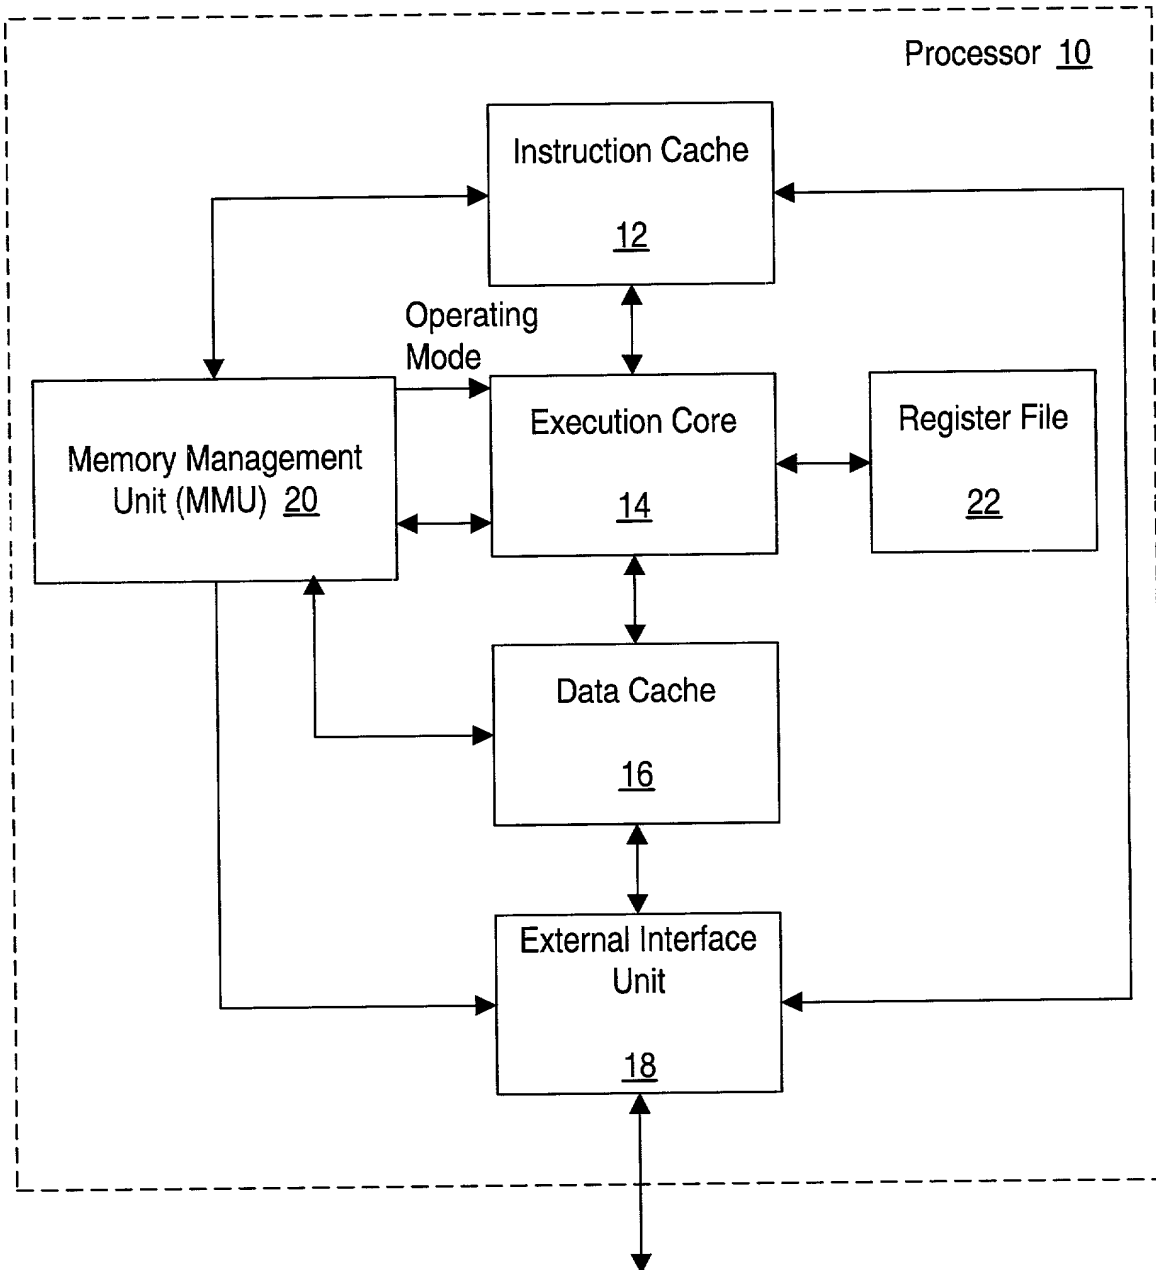 Processor 10
Instruction Cache
12
Operating
Mode
Execution Core
14
Register File
22
Memory Management
Unit (MMU) 20
Data Cache
16
External Interface
Unit
18